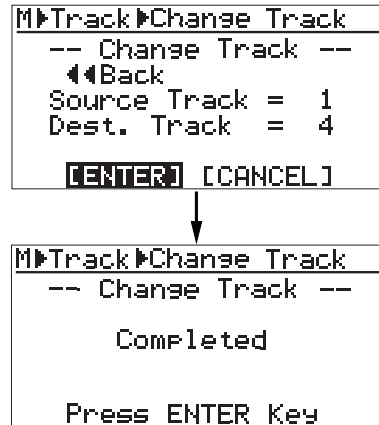 M▶Track▶Change Track
-- Change Track --
◀◀Back
Source Track = 1
Dest. Track = 4
[ENTER] [CANCEL]
M▶Track▶Change Track
-- Change Track --
Completed
Press ENTER Key